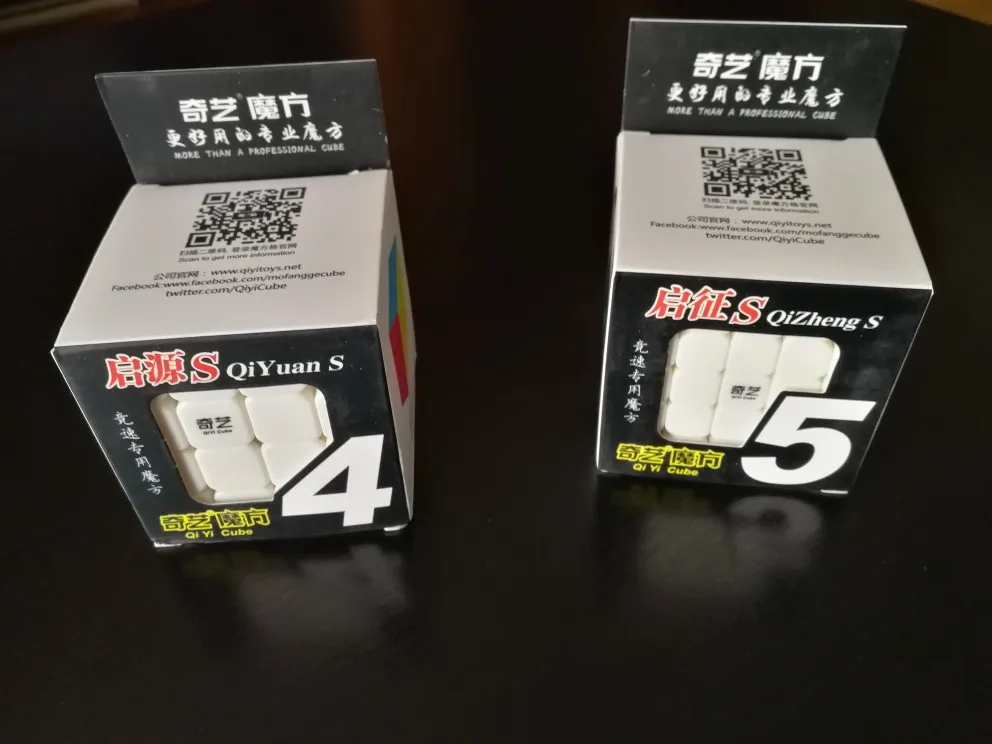 奇艺®魔方
更好用的专业魔方
MORE THAN A PROFESSIONAL CUBE
扫描二维码, 登录魔方格官网
Scan to get more information
公司官网：www.qiyitoys.net
Facebook:www.facebook.com/mofanggecube
twitter.com/QiyiCube
启源S QiYuan S
竞速专用魔方
奇艺
QiYi Cube
4
奇艺®魔方
Qi Yi Cube
奇艺®魔方
更好用的专业魔方
MORE THAN A PROFESSIONAL CUBE
扫描二维码, 登录魔方格官网
Scan to get more information
公司官网：www.qiyitoys.net
Facebook:www.facebook.com/mofanggecube
twitter.com/QiyiCube
启征S QiZheng S
竞速专用魔方
奇艺
QiYi Cube
5
奇艺®魔方
Qi Yi Cube